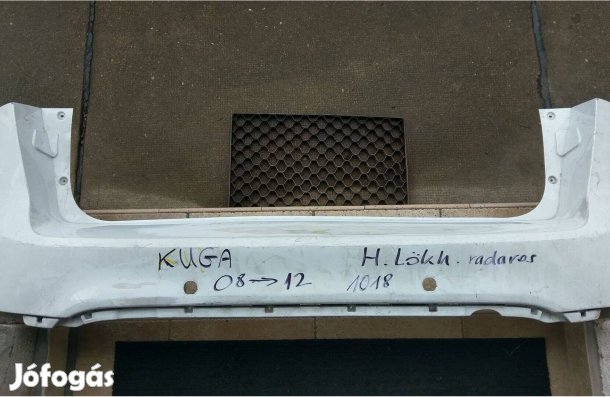 KUGA H. Lökh. radaros
08→12 1018
Jófogás